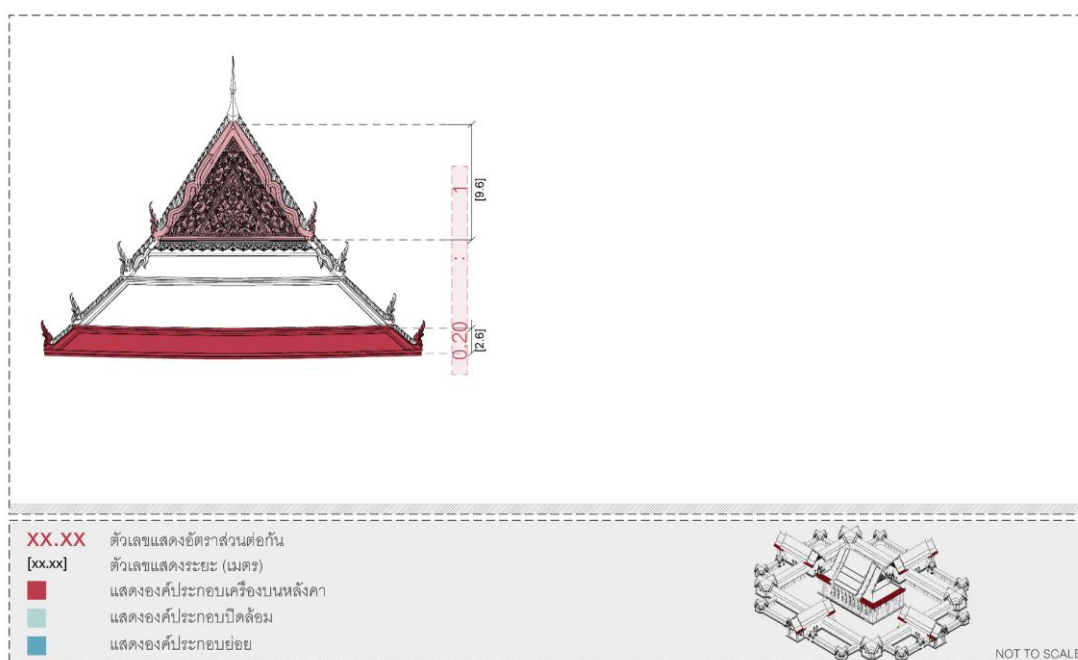 1
[9.6]
:
0.20
[2.6]
XX.XX ตัวเลขแสดงอัตราส่วนต่อกัน
[xx.xx] ตัวเลขแสดงระยะ (เมตร)
แสดงองค์ประกอบเครื่องบนหลังคา
แสดงองค์ประกอบปิดล้อม
แสดงองค์ประกอบย่อย
NOT TO SCALE